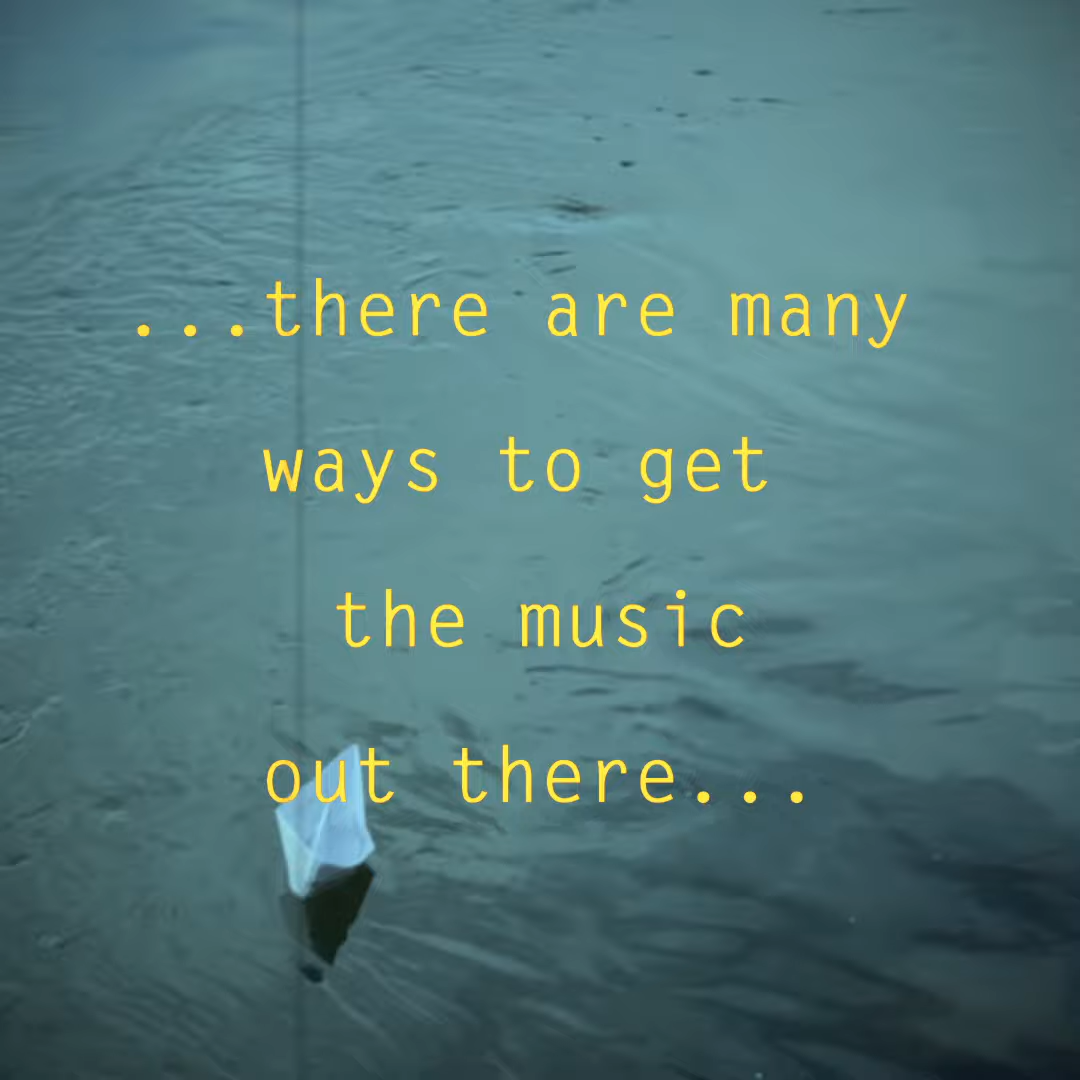 ...there are many
ways to get
the music
out there...